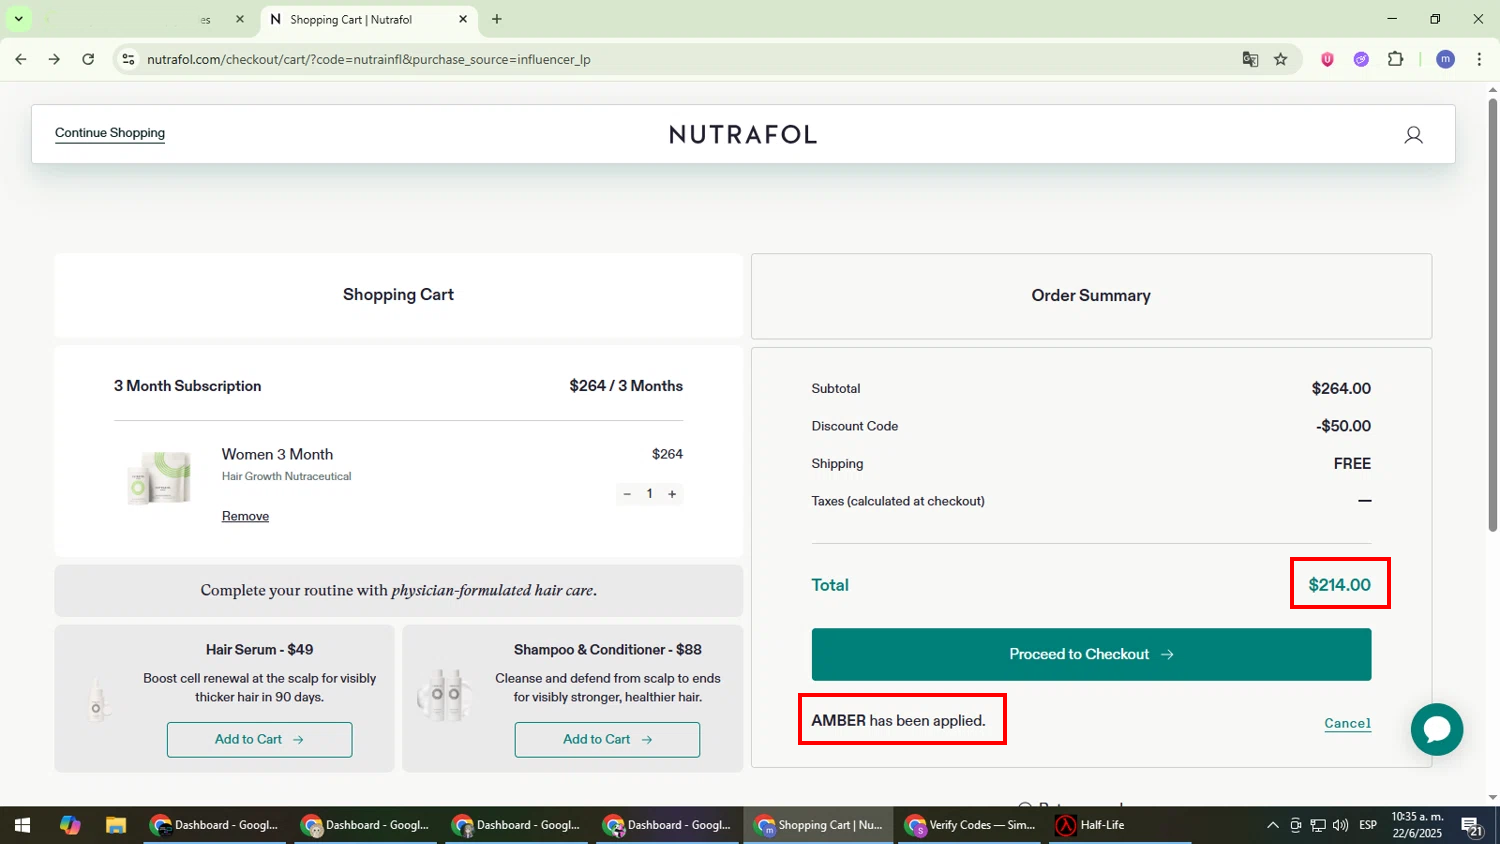 es
Shopping Cart | Nutrafol
nutrafol.com/checkout/cart/?code=nutrainfl&purchase_source=influencer_lp
m
Continue Shopping
NUTRAFOL
Shopping Cart
Order Summary
3 Month Subscription
$264 / 3 Months
Women 3 Month
$264
Hair Growth Nutraceutical
− 1 +
Remove
Subtotal
$264.00
Discount Code
-$50.00
Shipping
FREE
Taxes (calculated at checkout)
—
Total
$214.00
Proceed to Checkout →
AMBER has been applied.
Cancel
Complete your routine with physician-formulated hair care.
Hair Serum - $49
Boost cell renewal at the scalp for visibly
thicker hair in 90 days.
Add to Cart →
Shampoo & Conditioner - $88
Cleanse and defend from scalp to ends
for visibly stronger, healthier hair.
Add to Cart →
Dashboard - Googl...
Dashboard - Googl...
Dashboard - Googl...
Dashboard - Googl...
Shopping Cart | Nu...
Verify Codes — Sim...
Half-Life
ESP
10:35 a. m.
22/6/2025
21